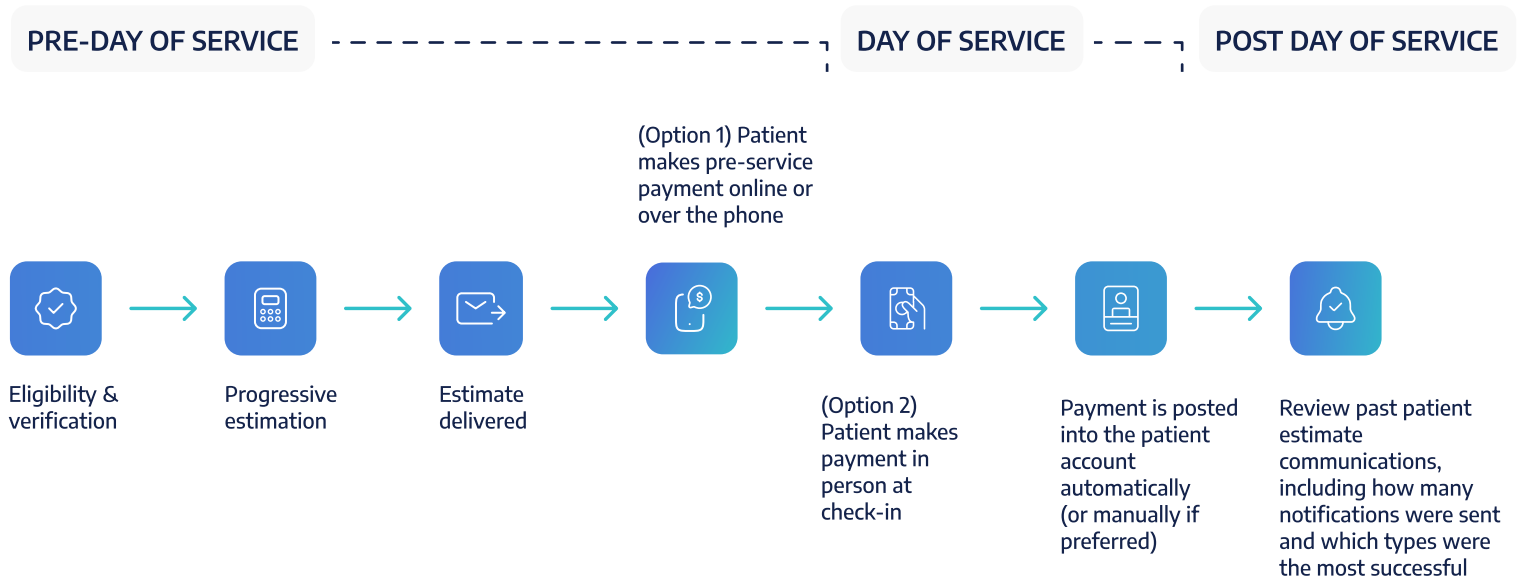 PRE-DAY OF SERVICE
DAY OF SERVICE
POST DAY OF SERVICE
(Option 1) Patient
makes pre-service
payment online or
over the phone
$
Eligibility &
verification
Progressive
estimation
Estimate
delivered
(Option 2)
Patient makes
payment in
person at
check-in
Payment is posted
into the patient
account
automatically
(or manually if
preferred)
Review past patient
estimate
communications,
including how many
notifications were sent
and which types were
the most successful